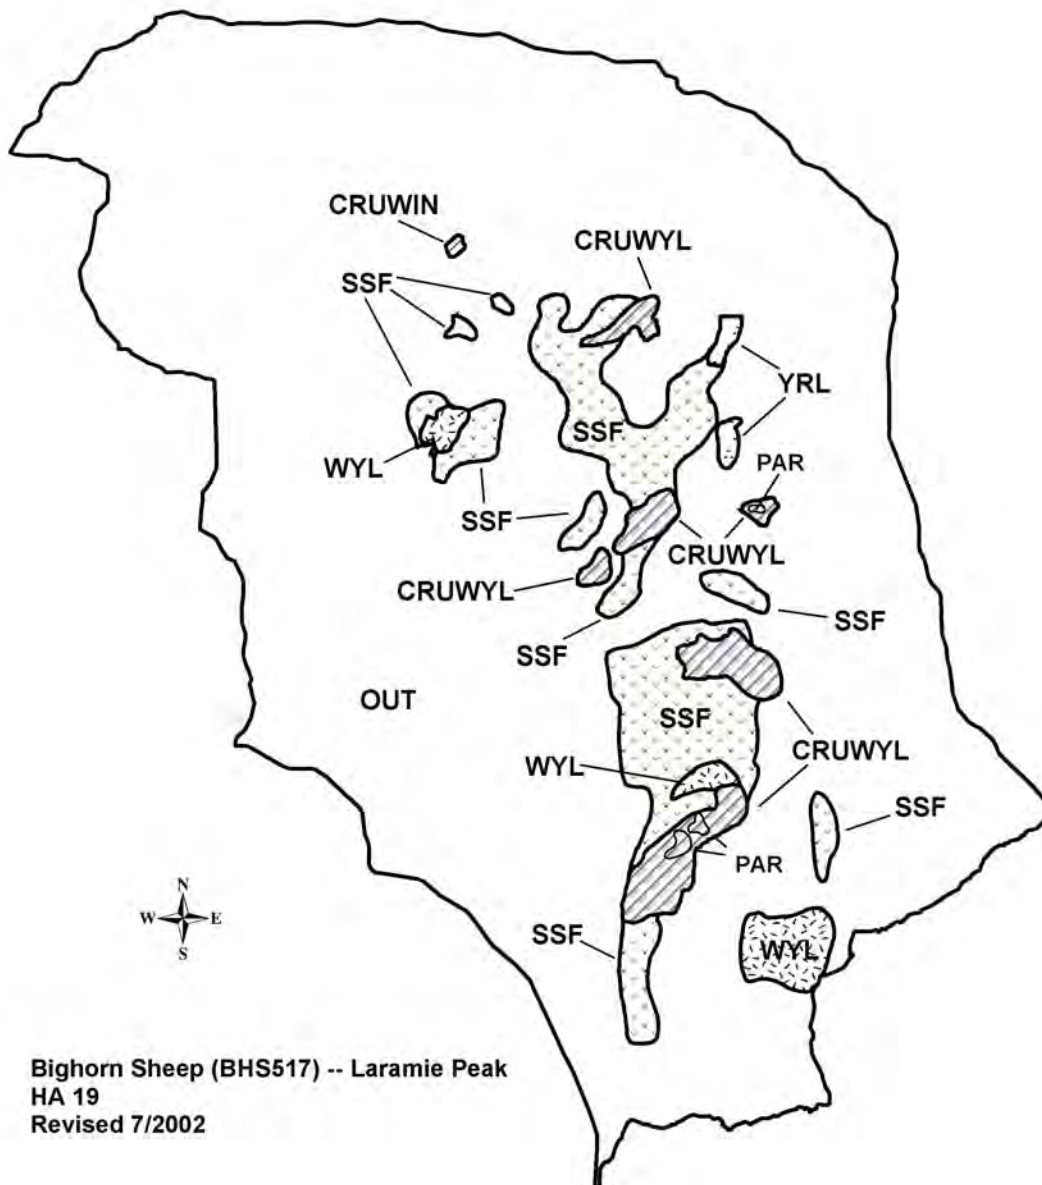 CRUWIN
CRUWYL
SSF
YRL
SSF
PAR
WYL
SSF
CRUWYL
CRUWYL
SSF
SSF
OUT
SSF
CRUWYL
WYL
SSF
PAR
N
W E
S
SSF
WYL
Bighorn Sheep (BHS517) -- Laramie Peak
HA 19
Revised 7/2002